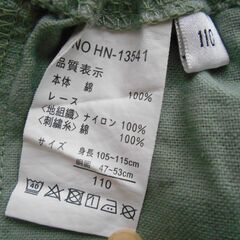 NO HN-13541
品質表示
本体 綿 100%
レース
〈地組織〉ナイロン 100%
〈刺繍糸〉綿 100%
サイズ 身長 105~115cm
胴囲 47~53cm
110
110